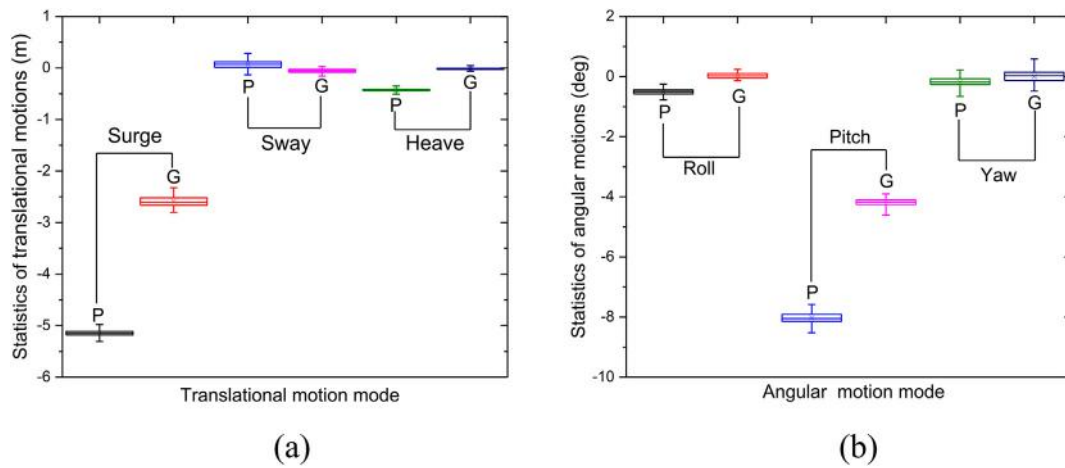 Statistics of translational motions (m)
1
0
-1
-2
-3
-4
-5
-6
Surge
P
G
P
G
Sway
P
G
Heave
Translational motion mode
(a)
Statistics of angular motions (deg)
2
0
-2
-4
-6
-8
-10
P
G
Roll
Pitch
P
G
P
G
Yaw
Angular motion mode
(b)